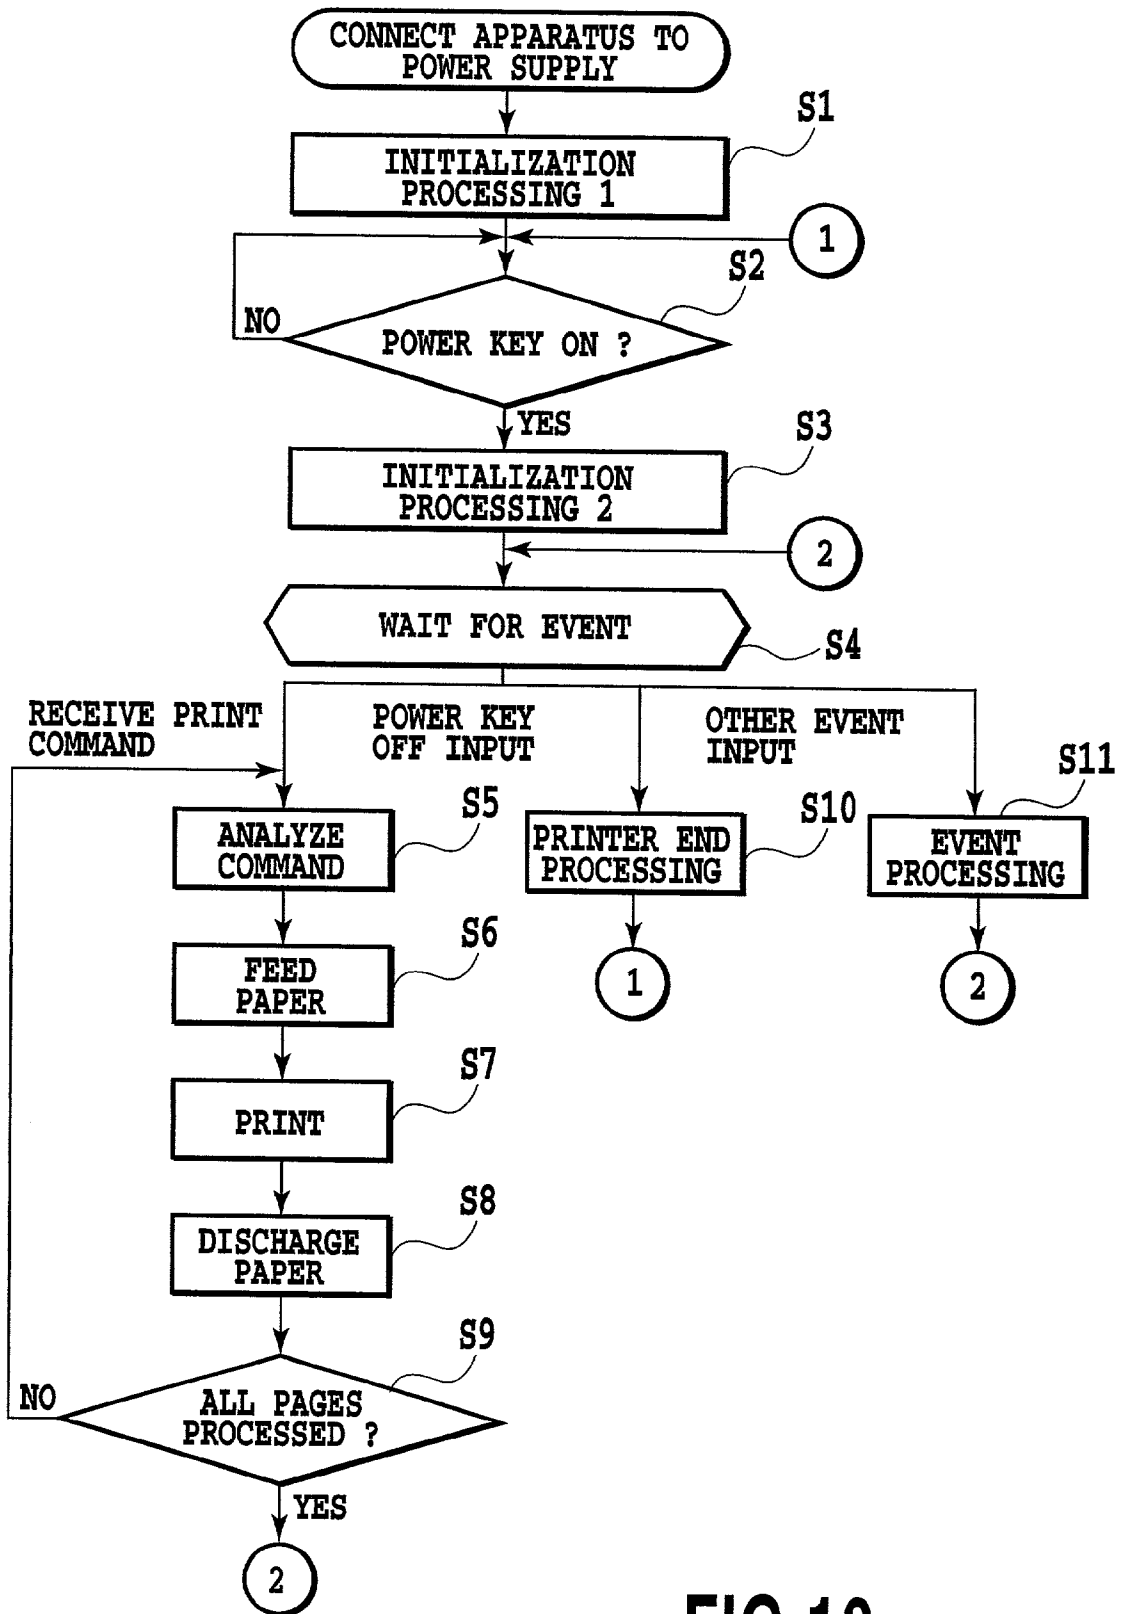 CONNECT APPARATUS TO
POWER SUPPLY
S1
INITIALIZATION
PROCESSING 1
1
S2
NO
POWER KEY ON ?
YES
S3
INITIALIZATION
PROCESSING 2
2
WAIT FOR EVENT
S4
RECEIVE PRINT
COMMAND
POWER KEY
OFF INPUT
OTHER EVENT
INPUT
S5
ANALYZE
COMMAND
S10
PRINTER END
PROCESSING
S11
EVENT
PROCESSING
S6
FEED
PAPER
1
2
S7
PRINT
S8
DISCHARGE
PAPER
S9
NO
ALL PAGES
PROCESSED ?
YES
2